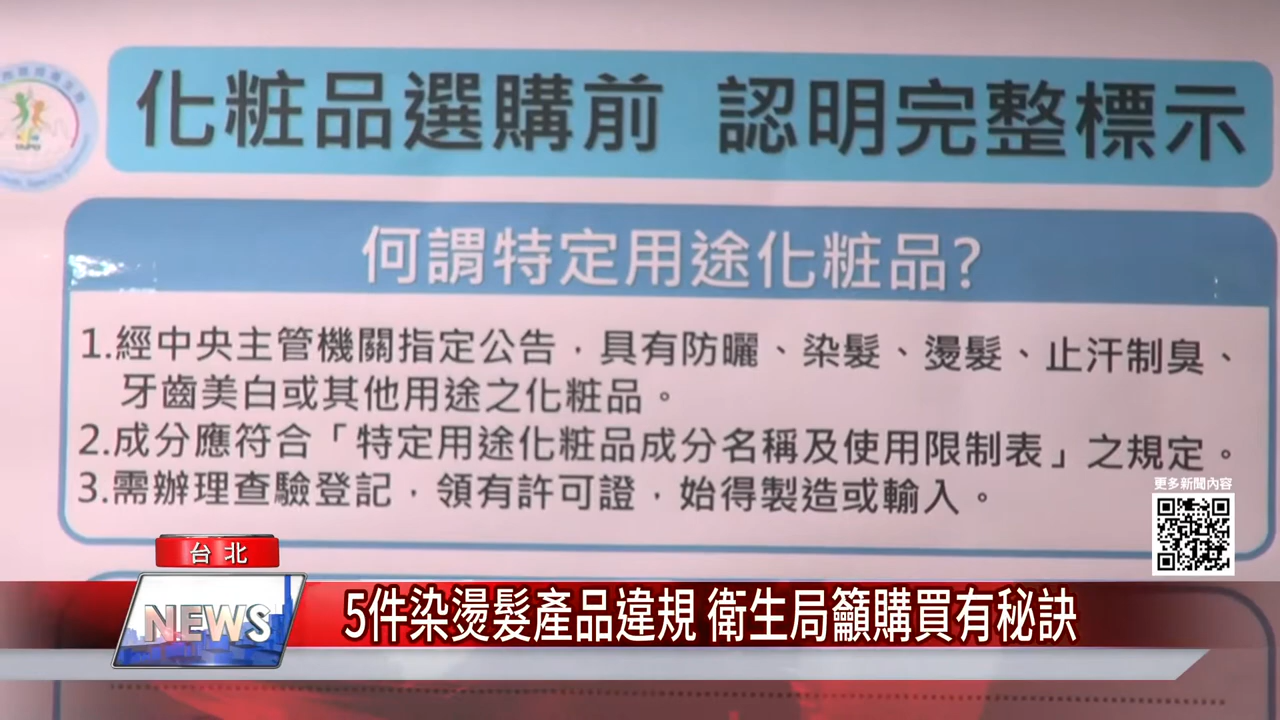 化粧品選購前 認明完整標示
何謂特定用途化粧品?
1.經中央主管機關指定公告，具有防曬、染髮、燙髮、止汗制臭、
牙齒美白或其他用途之化粧品。
2.成分應符合「特定用途化粧品成分名稱及使用限制表」之規定。
3.需辦理查驗登記，領有許可證，始得製造或輸入。
更多新聞內容
台北
NEWS
5件染燙髮產品違規 衛生局籲購買有秘訣